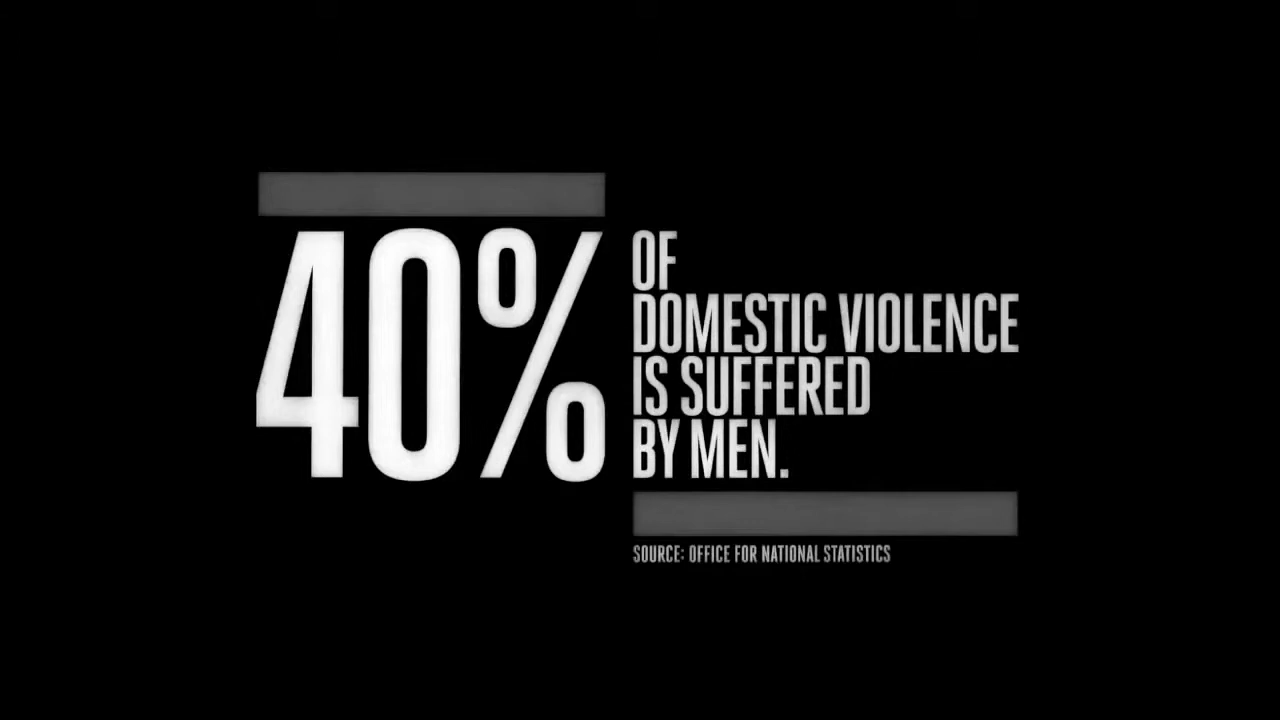 40%
OF
DOMESTIC VIOLENCE
IS SUFFERED
BY MEN.
SOURCE: OFFICE FOR NATIONAL STATISTICS